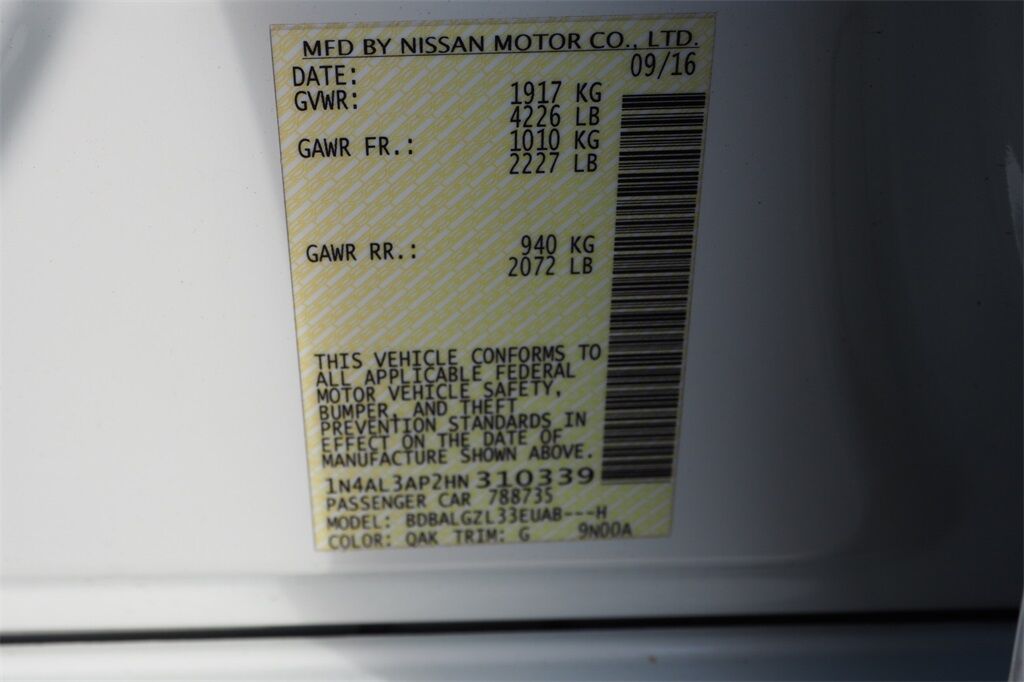 MFD BY NISSAN MOTOR CO., LTD.
DATE: 09/16
GVWR: 1917 KG
4226 LB
GAWR FR.: 1010 KG
2227 LB
GAWR RR.: 940 KG
2072 LB
THIS VEHICLE CONFORMS TO
ALL APPLICABLE FEDERAL
MOTOR VEHICLE SAFETY,
BUMPER, AND THEFT
PREVENTION STANDARDS IN
EFFECT ON THE DATE OF
MANUFACTURE SHOWN ABOVE.
1N4AL3AP2HN 310339
PASSENGER CAR 788735
MODEL: BDBALGZL33EUAB---H
COLOR: QAK TRIM: G 9N00A